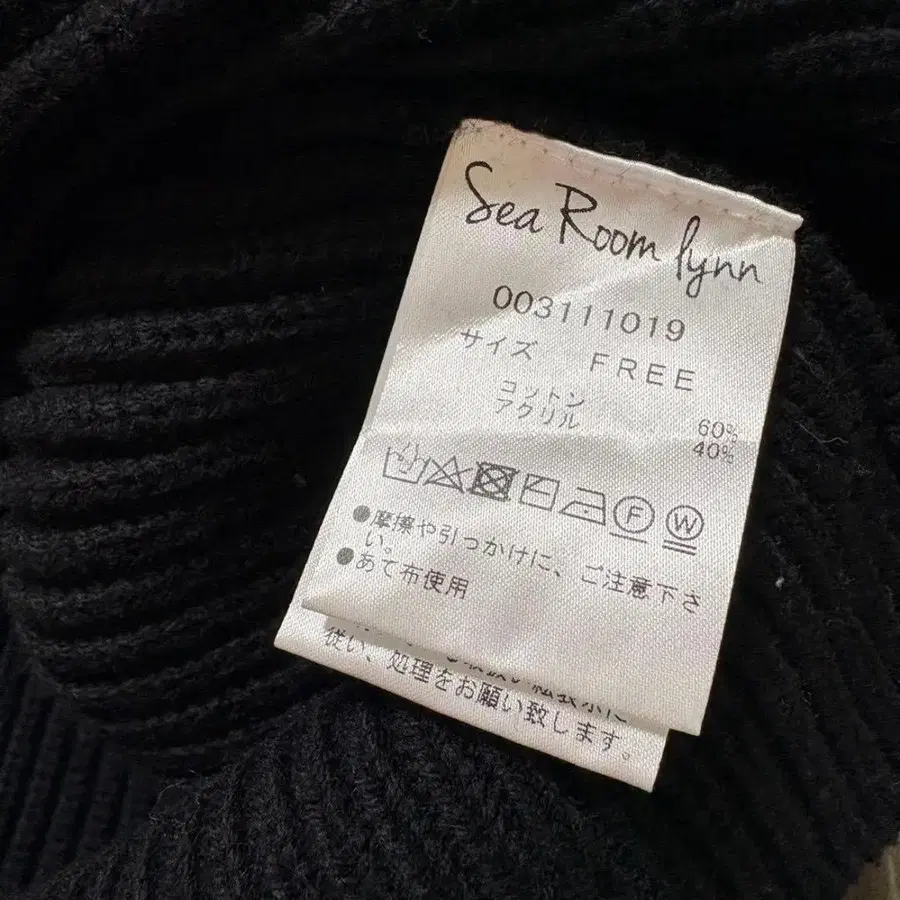 Sea Room lynn
003111019
サイズ FREE
コットン 60%
アクリル 40%
F W
●摩擦や引っかけに、ご注意下さ
い。
●あて布使用
従い、処理をお願い致します。